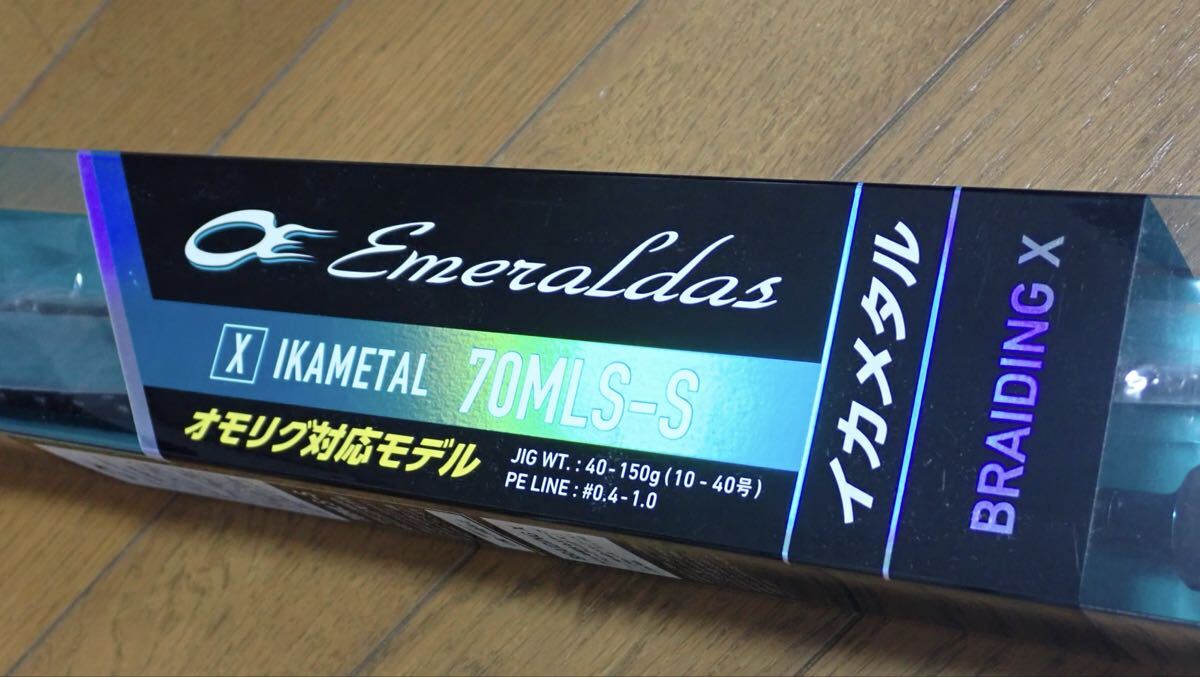 Emeraldas
X IKAMETAL 70MLS-S
オモリグ対応モデル
JIG WT. : 40-150g (10 - 40号)
PE LINE : #0.4-1.0
イカメタル
BRAIDING X